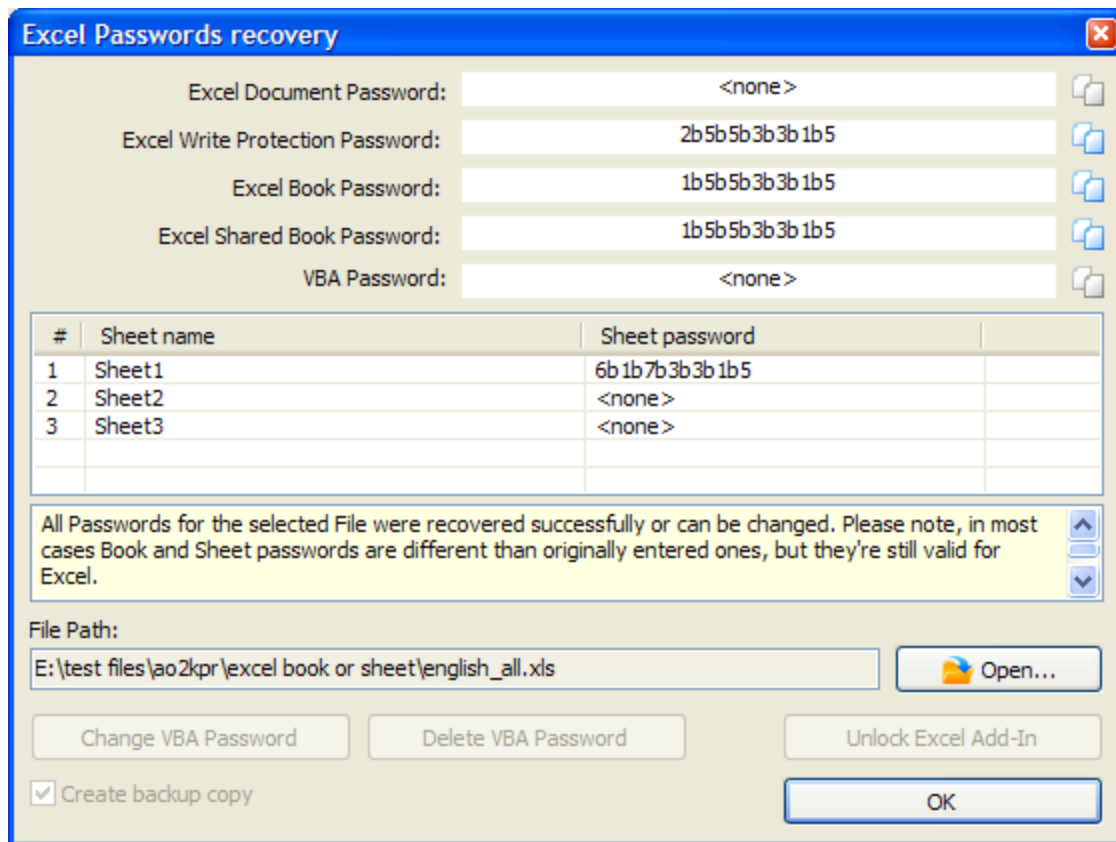 Excel Passwords recovery
Excel Document Password: <none>
Excel Write Protection Password: 2b5b5b3b3b1b5
Excel Book Password: 1b5b5b3b3b1b5
Excel Shared Book Password: 1b5b5b3b3b1b5
VBA Password: <none>
# Sheet name Sheet password
1 Sheet1 6b1b7b3b3b1b5
2 Sheet2 <none>
3 Sheet3 <none>
All Passwords for the selected File were recovered successfully or can be changed. Please note, in most
cases Book and Sheet passwords are different than originally entered ones, but they're still valid for
Excel.
File Path:
E:\test files\ao2kpr\excel book or sheet\english_all.xls Open...
Change VBA Password Delete VBA Password Unlock Excel Add-In
Create backup copy OK